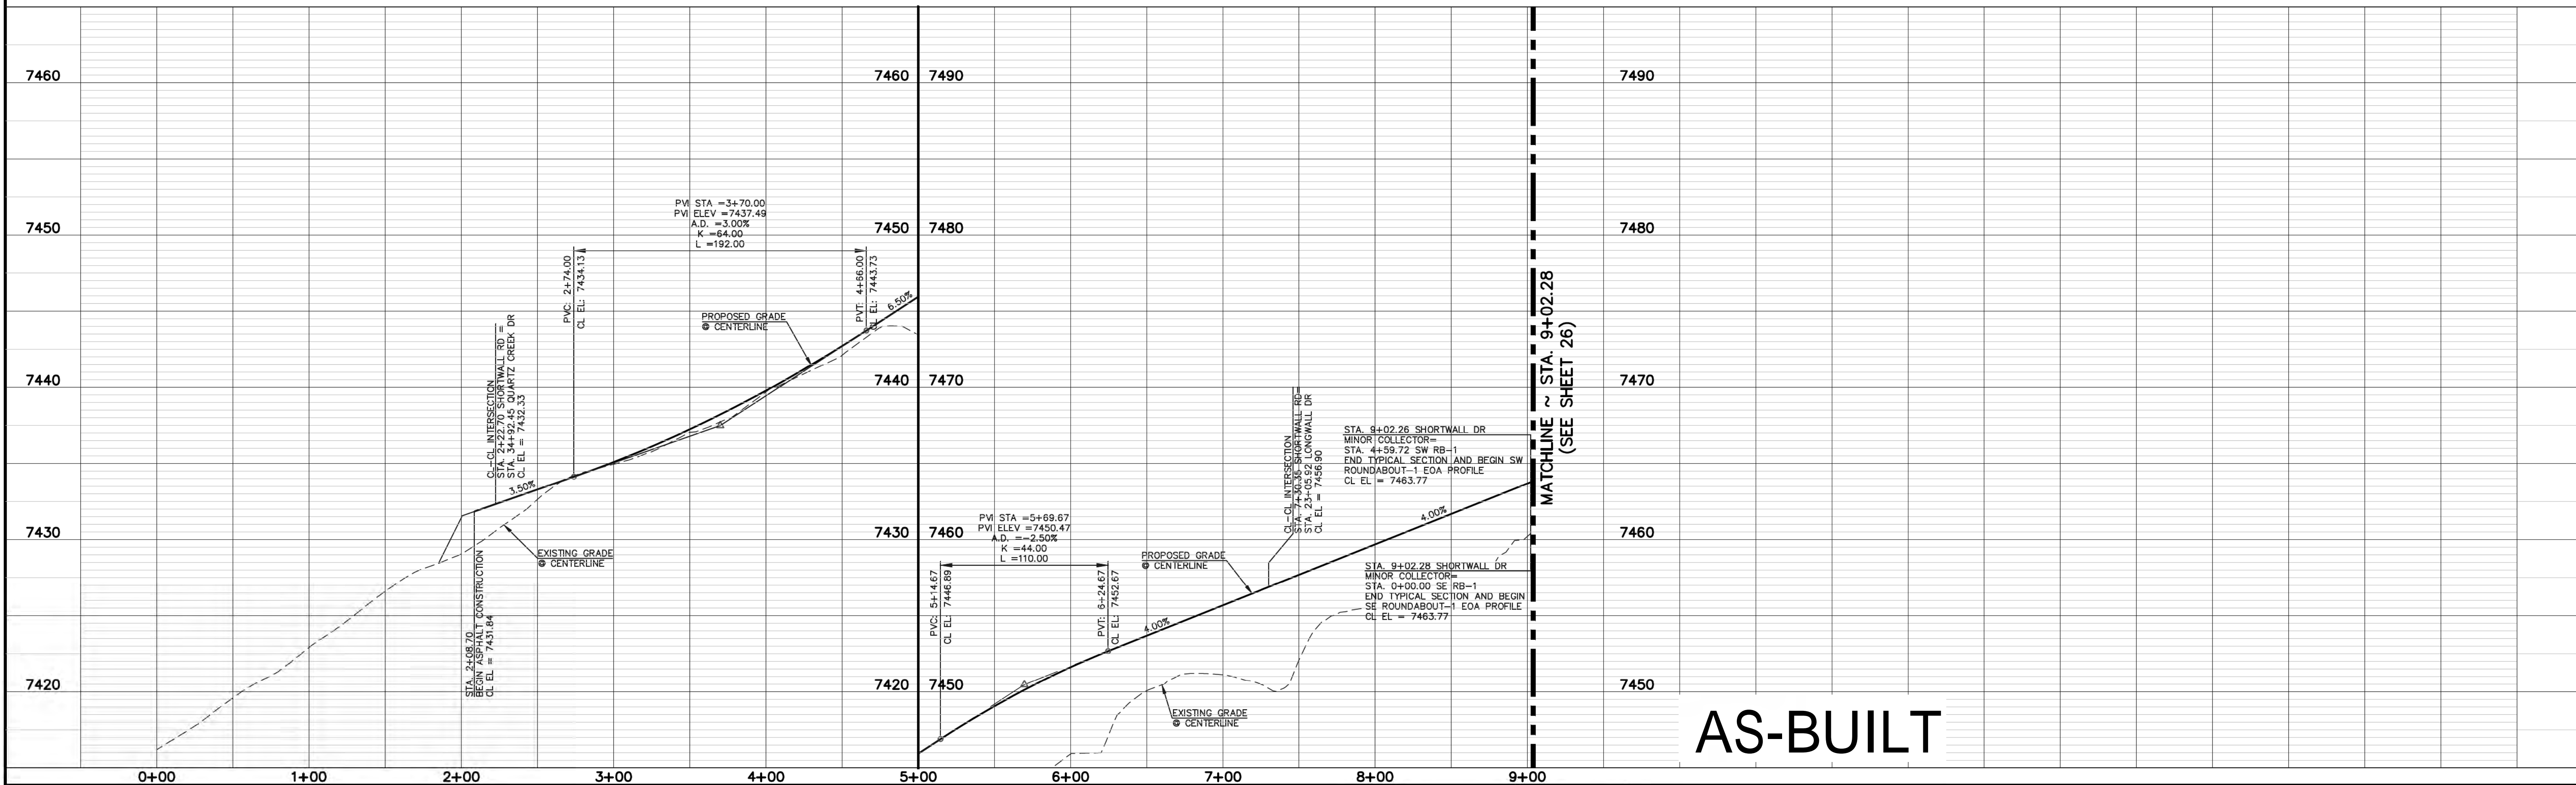 7460
7450
7440
7430
7420
7460
7450
7440
7430
7420
7490
7480
7470
7460
7450
7490
7480
7470
7460
7450
PVI STA =3+70.00
PVI ELEV =7437.49
A.D. =3.00%
K =64.00
L =192.00
PVC: 2+74.00
CL EL: 7434.13
PVT: 4+66.00
CL EL: 7443.73
6.50%
PROPOSED GRADE
@ CENTERLINE
CL-CL INTERSECTION
STA. 2+22.70 SHORTWALL RD =
STA. 34+92.45 QUARTZ CREEK DR
CL EL = 7432.33
3.50%
EXISTING GRADE
@ CENTERLINE
STA. 2+08.70
BEGIN ASPHALT CONSTRUCTION
CL EL = 7431.84
PVI STA =5+69.67
PVI ELEV =7450.47
A.D. =-2.50%
K =44.00
L =110.00
PVC: 5+14.67
CL EL: 7446.89
PVT: 6+24.67
CL EL: 7452.67
4.00%
PROPOSED GRADE
@ CENTERLINE
EXISTING GRADE
@ CENTERLINE
CL-CL INTERSECTION
STA. 7+30.35 SHORTWALL RD=
STA. 23+05.92 LONGWALL DR
CL EL = 7456.90
STA. 9+02.26 SHORTWALL DR
MINOR COLLECTOR=
STA. 4+59.72 SW RB-1
END TYPICAL SECTION AND BEGIN SW
ROUNDABOUT-1 EOA PROFILE
CL EL = 7463.77
4.00%
STA. 9+02.28 SHORTWALL DR
MINOR COLLECTOR=
STA. 0+00.00 SE RB-1
END TYPICAL SECTION AND BEGIN
SE ROUNDABOUT-1 EOA PROFILE
CL EL = 7463.77
MATCHLINE ~ STA. 9+02.28
(SEE SHEET 26)
AS-BUILT
0+00
1+00
2+00
3+00
4+00
5+00
6+00
7+00
8+00
9+00